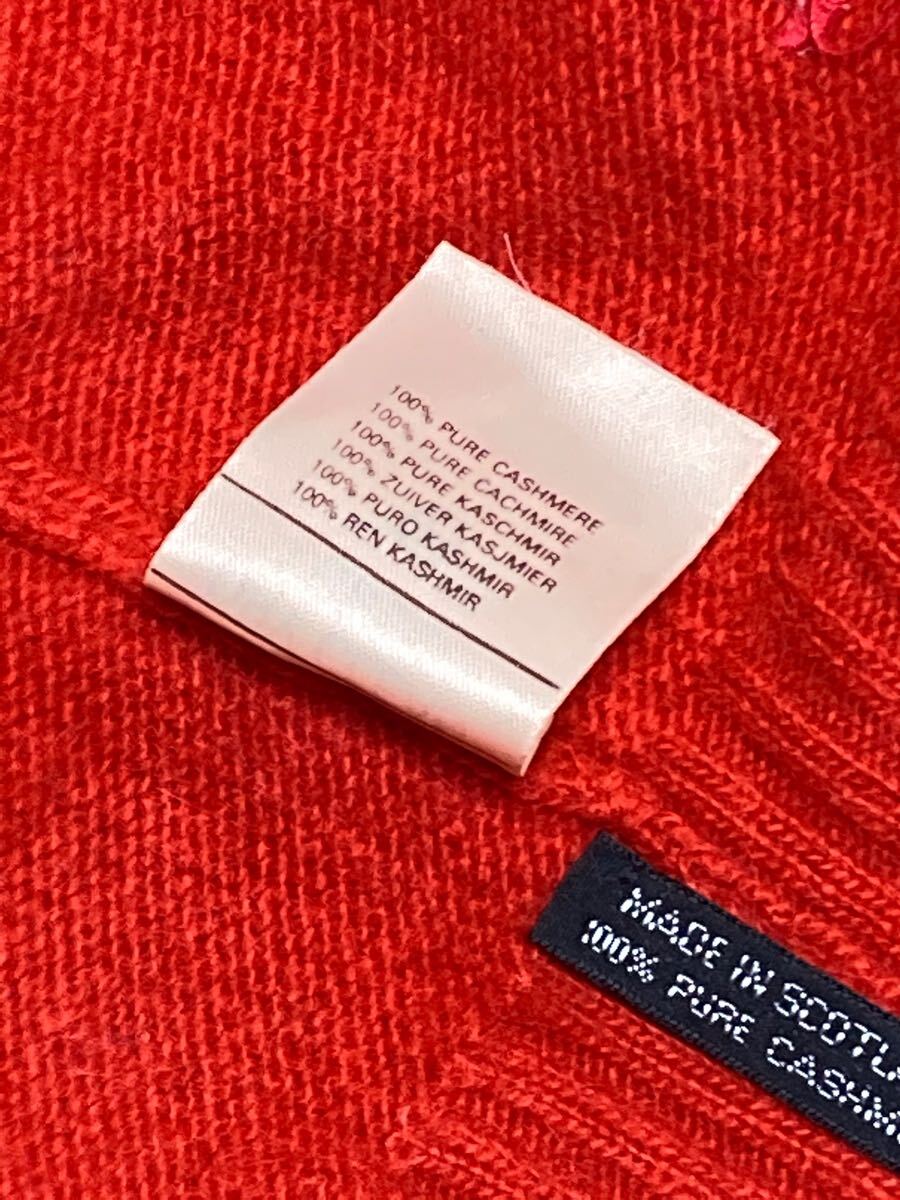 100% PURE CASHMERE
100% PURE CACHMIRE
100% PURE KASCHMIR
100% ZUIVER KASJMIER
100% PURO KASHMIR
100% REN KASHMIR
MADE IN SCOTLA
100% PURE CASHM